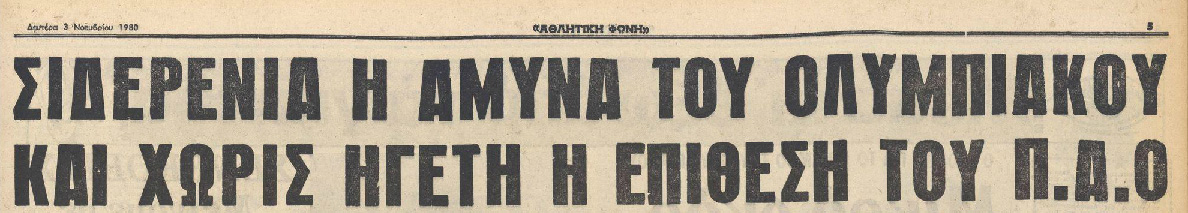 Δευτέρα 3 Νοεμβρίου 1980 «ΑΘΛΗΤΙΚΗ ΦΩΝΗ» 5
ΣΙΔΕΡΕΝΙΑ Η ΑΜΥΝΑ ΤΟΥ ΟΛΥΜΠΙΑΚΟΥ
ΚΑΙ ΧΩΡΙΣ ΗΓΕΤΗ Η ΕΠΙΘΕΣΗ ΤΟΥ Π.Α.Ο